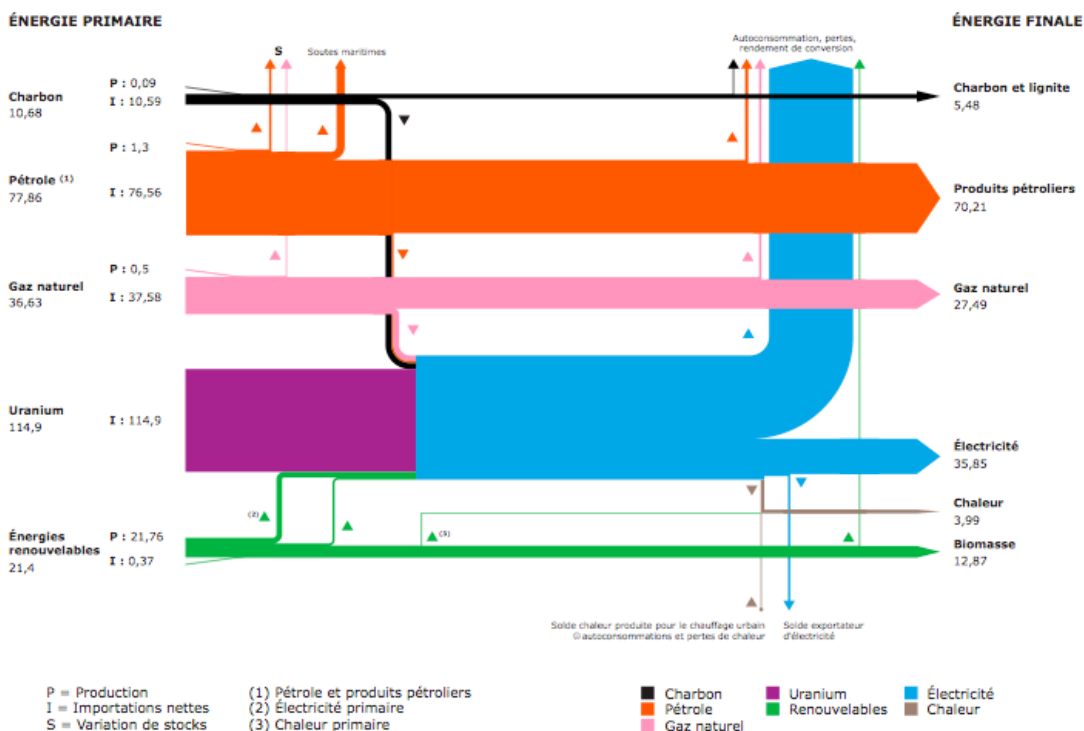 ÉNERGIE PRIMAIRE
ÉNERGIE FINALE
S
Soutes maritimes
Autoconsommation, pertes,
rendement de conversion
Charbon
10,68
P : 0,09
I : 10,59
Charbon et lignite
5,48
Pétrole (1)
77,86
P : 1,3
I : 76,56
Produits pétroliers
70,21
Gaz naturel
36,63
P : 0,5
I : 37,58
Gaz naturel
27,49
Uranium
114,9
I : 114,9
Électricité
35,85
Chaleur
3,99
(2)
(3)
Énergies
renouvelables
21,4
P : 21,76
I : 0,37
Biomasse
12,87
Solde chaleur produite pour le chauffage urbain
autoconsommations et pertes de chaleur
Solde exportateur
d'électricité
P = Production
I = Importations nettes
S = Variation de stocks
(1) Pétrole et produits pétroliers
(2) Électricité primaire
(3) Chaleur primaire
Charbon
Pétrole
Gaz naturel
Uranium
Renouvelables
Électricité
Chaleur